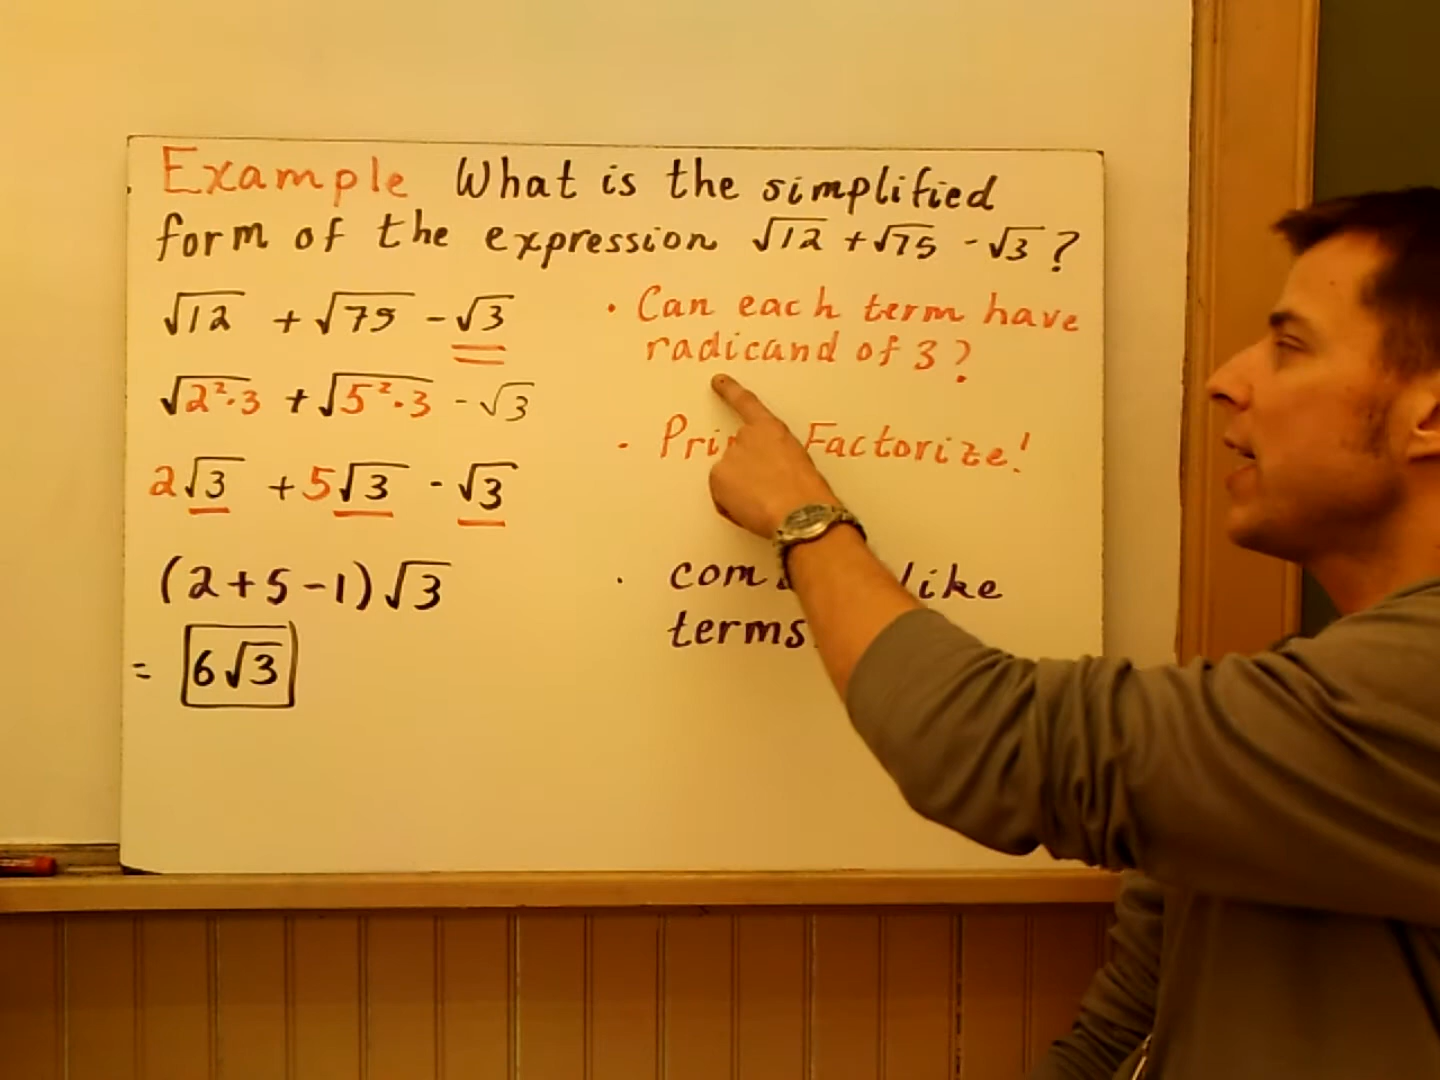 Example What is the simplified
form of the expression √12 + √75 - √3 ?
√12 + √75 - √3
√2²·3 + √5²·3 - √3
2√3 + 5√3 - √3
(2+5-1)√3
= 6√3
· Can each term have
radicand of 3?
· Factorize!
· like
terms